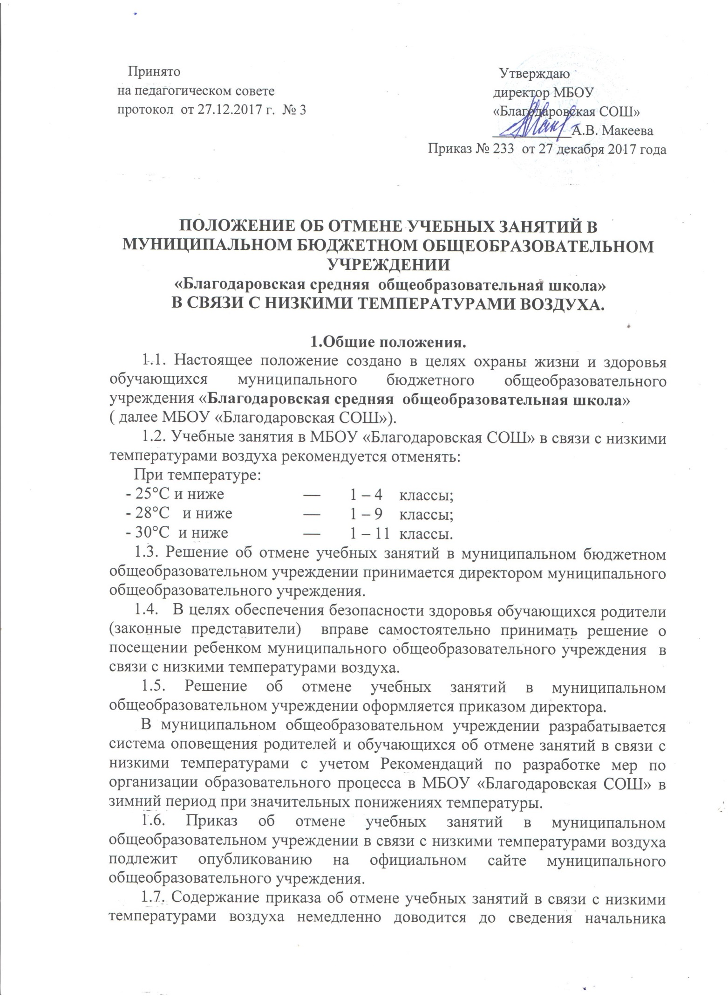 Принято
на педагогическом совете
протокол от 27.12.2017 г. № 3
Утверждаю
директор МБОУ
«Благодаровская СОШ»
____________А.В. Макеева
Приказ № 233 от 27 декабря 2017 года
ПОЛОЖЕНИЕ ОБ ОТМЕНЕ УЧЕБНЫХ ЗАНЯТИЙ В
МУНИЦИПАЛЬНОМ БЮДЖЕТНОМ ОБЩЕОБРАЗОВАТЕЛЬНОМ
УЧРЕЖДЕНИИ
«Благодаровская средняя общеобразовательная школа»
В СВЯЗИ С НИЗКИМИ ТЕМПЕРАТУРАМИ ВОЗДУХА.
1.Общие положения.
1.1. Настоящее положение создано в целях охраны жизни и здоровья
обучающихся муниципального бюджетного общеобразовательного
учреждения «Благодаровская средняя общеобразовательная школа»
( далее МБОУ «Благодаровская СОШ»).
1.2. Учебные занятия в МБОУ «Благодаровская СОШ» в связи с низкими
температурами воздуха рекомендуется отменять:
При температуре:
- 25°С и ниже — 1 – 4 классы;
- 28°С и ниже — 1 – 9 классы;
- 30°С и ниже — 1 – 11 классы.
1.3. Решение об отмене учебных занятий в муниципальном бюджетном
общеобразовательном учреждении принимается директором муниципального
общеобразовательного учреждения.
1.4. В целях обеспечения безопасности здоровья обучающихся родители
(законные представители) вправе самостоятельно принимать решение о
посещении ребенком муниципального общеобразовательного учреждения в
связи с низкими температурами воздуха.
1.5. Решение об отмене учебных занятий в муниципальном
общеобразовательном учреждении оформляется приказом директора.
В муниципальном общеобразовательном учреждении разрабатывается
система оповещения родителей и обучающихся об отмене занятий в связи с
низкими температурами с учетом Рекомендаций по разработке мер по
организации образовательного процесса в МБОУ «Благодаровская СОШ» в
зимний период при значительных понижениях температуры.
1.6. Приказ об отмене учебных занятий в муниципальном
общеобразовательном учреждении в связи с низкими температурами воздуха
подлежит опубликованию на официальном сайте муниципального
общеобразовательного учреждения.
1.7. Содержание приказа об отмене учебных занятий в связи с низкими
температурами воздуха немедленно доводится до сведения начальника